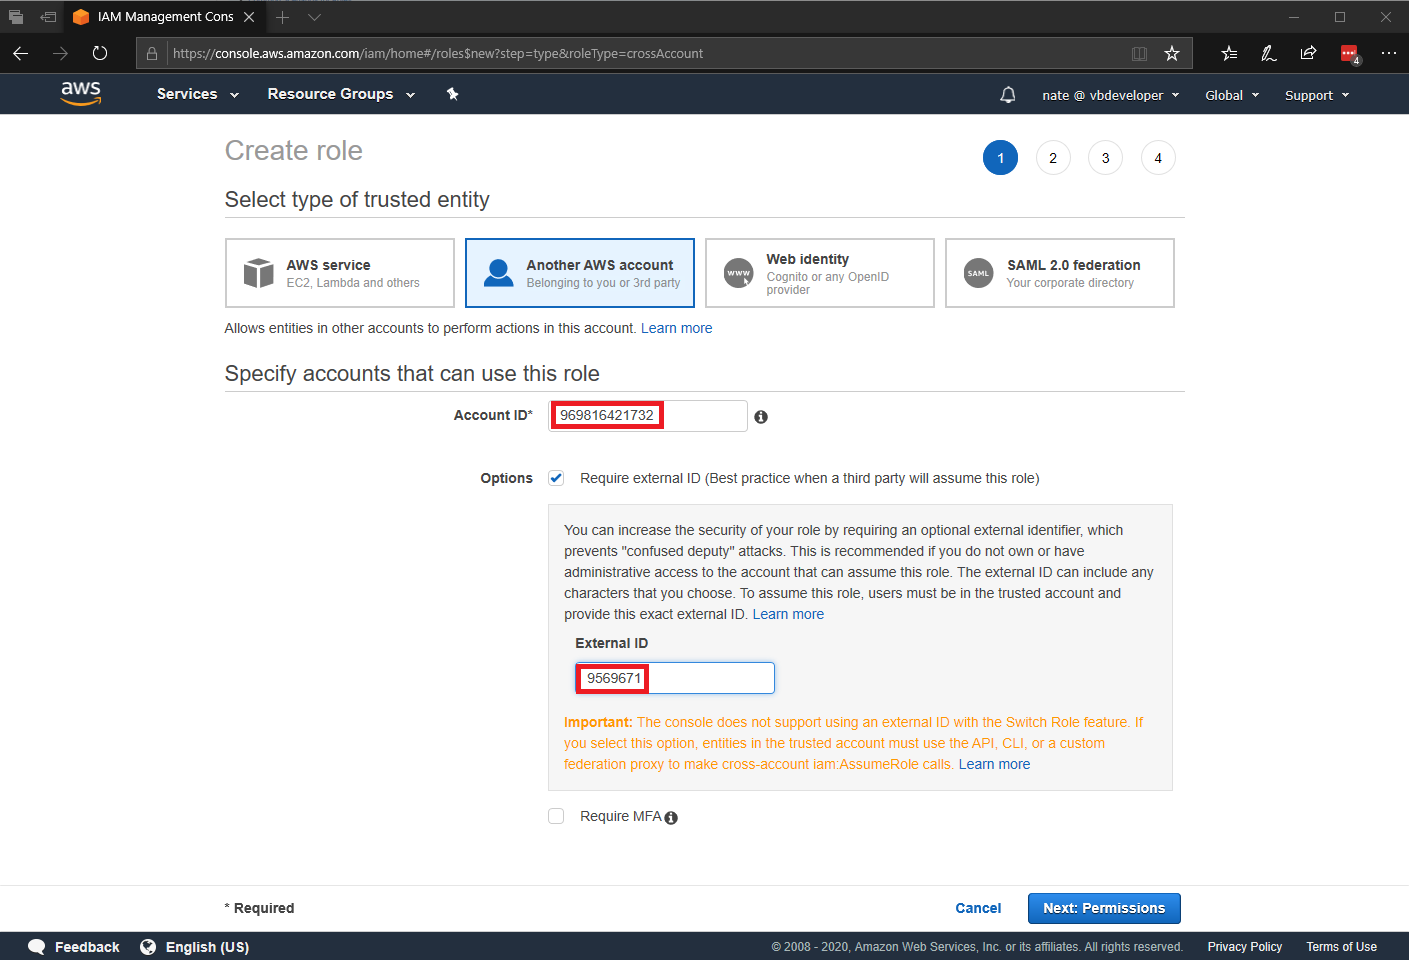 IAM Management Cons
https://console.aws.amazon.com/iam/home#/roles$new?step=type&roleType=crossAccount
4
aws
Services
Resource Groups
nate @ vbdeveloper
Global
Support
Create role
1
2
3
4
Select type of trusted entity
AWS service
EC2, Lambda and others
Another AWS account
Belonging to you or 3rd party
www
Web identity
Cognito or any OpenID
provider
SAML
SAML 2.0 federation
Your corporate directory
Allows entities in other accounts to perform actions in this account. Learn more
Specify accounts that can use this role
Account ID*
969816421732
Options
Require external ID (Best practice when a third party will assume this role)
You can increase the security of your role by requiring an optional external identifier, which
prevents "confused deputy" attacks. This is recommended if you do not own or have
administrative access to the account that can assume this role. The external ID can include any
characters that you choose. To assume this role, users must be in the trusted account and
provide this exact external ID. Learn more
External ID
9569671
Important: The console does not support using an external ID with the Switch Role feature. If
you select this option, entities in the trusted account must use the API, CLI, or a custom
federation proxy to make cross-account iam:AssumeRole calls. Learn more
Require MFA
* Required
Cancel
Next: Permissions
Feedback
English (US)
© 2008 - 2020, Amazon Web Services, Inc. or its affiliates. All rights reserved.
Privacy Policy
Terms of Use